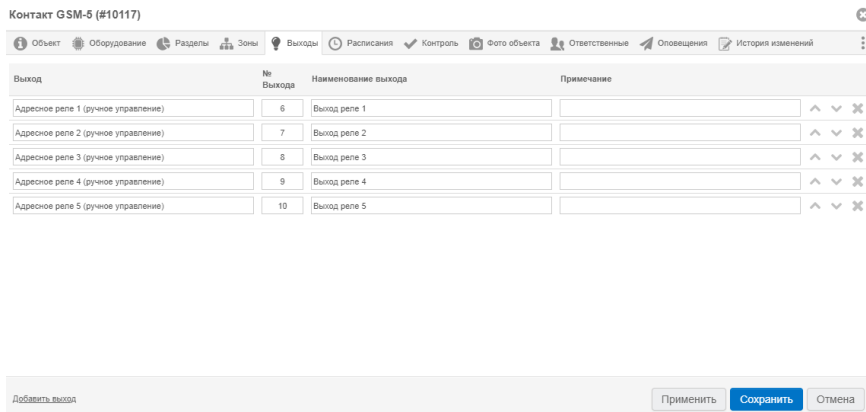 Контакт GSM-5 (#10117)
Объект Оборудование Разделы Зоны Выходы Расписания Контроль Фото объекта Ответственные Оповещения История изменений
Выход № Выхода Наименование выхода Примечание
Адресное реле 1 (ручное управление) 6 Выход реле 1
Адресное реле 2 (ручное управление) 7 Выход реле 2
Адресное реле 3 (ручное управление) 8 Выход реле 3
Адресное реле 4 (ручное управление) 9 Выход реле 4
Адресное реле 5 (ручное управление) 10 Выход реле 5
Добавить выход Применить Сохранить Отмена